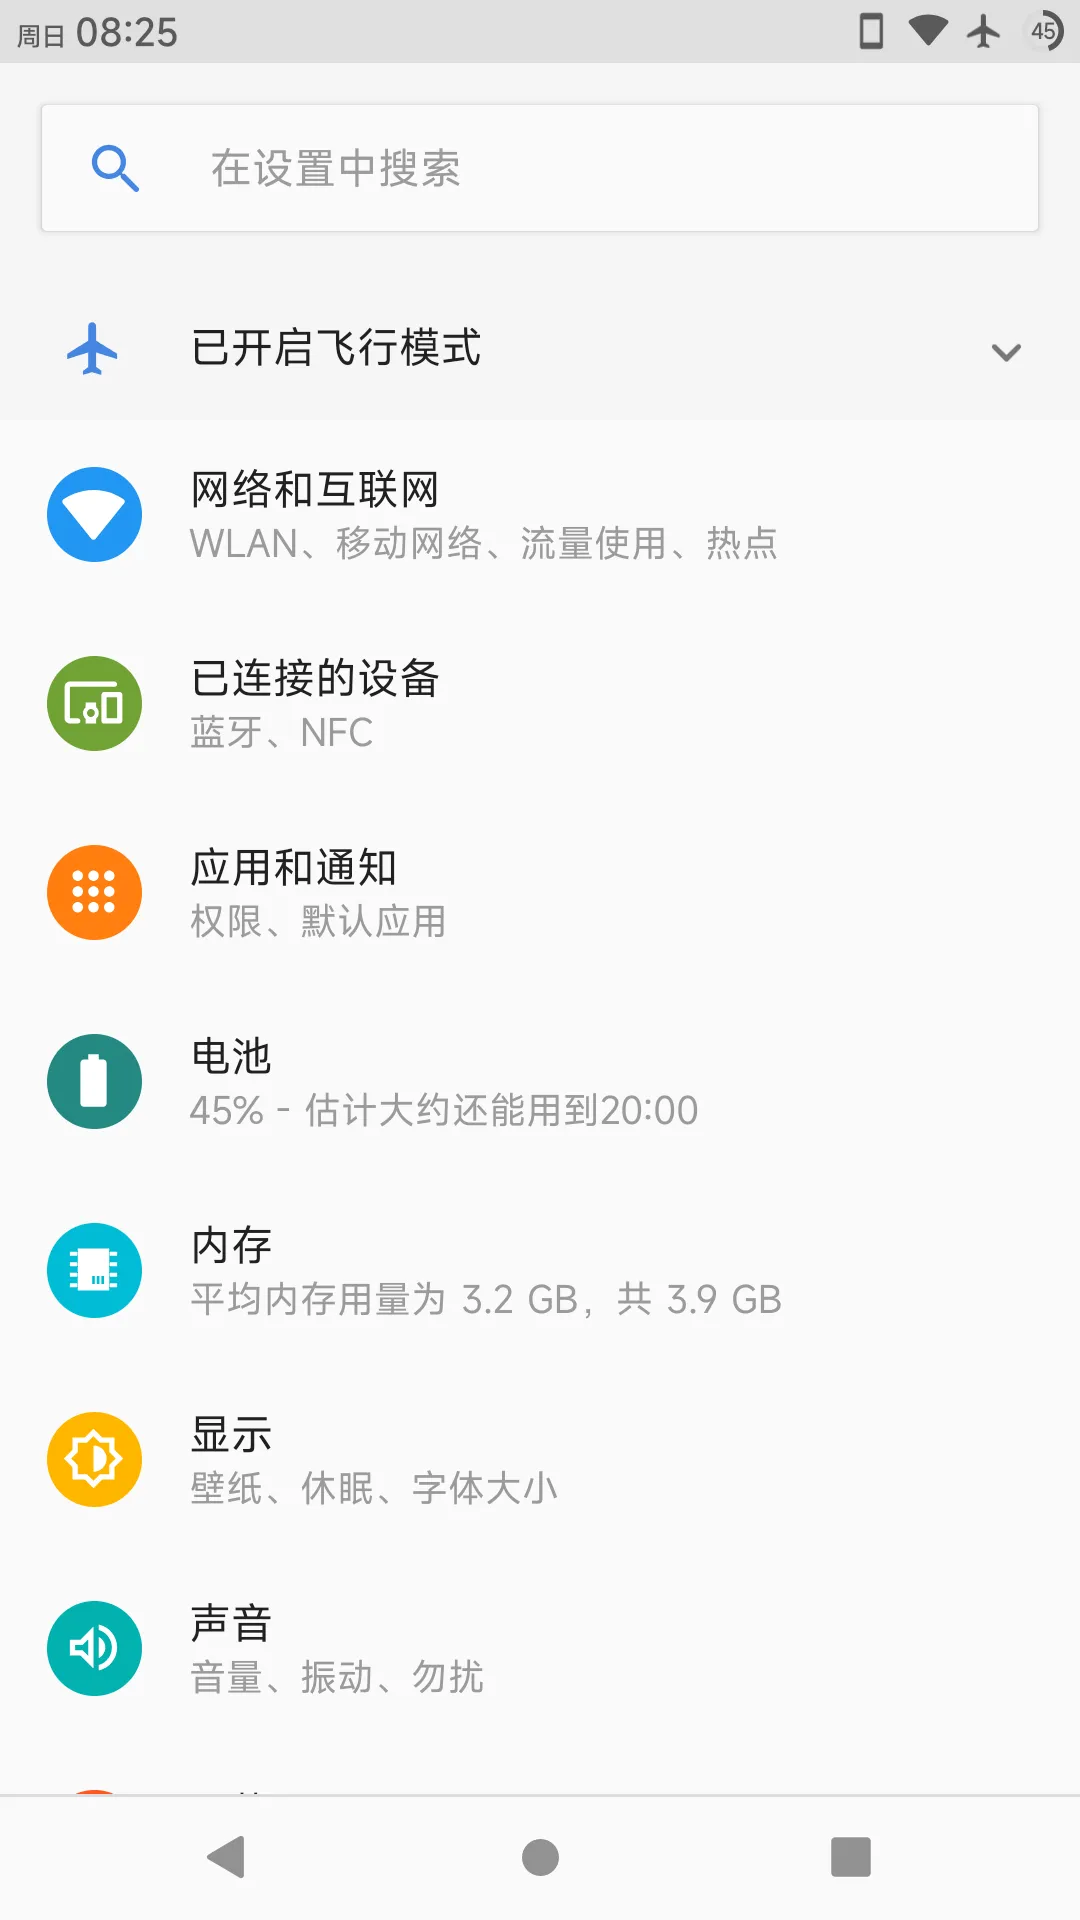 周日 08:25
45
在设置中搜索
已开启飞行模式
网络和互联网
WLAN、移动网络、流量使用、热点
已连接的设备
蓝牙、NFC
应用和通知
权限、默认应用
电池
45% - 估计大约还能用到20:00
内存
平均内存用量为 3.2 GB，共 3.9 GB
显示
壁纸、休眠、字体大小
声音
音量、振动、勿扰